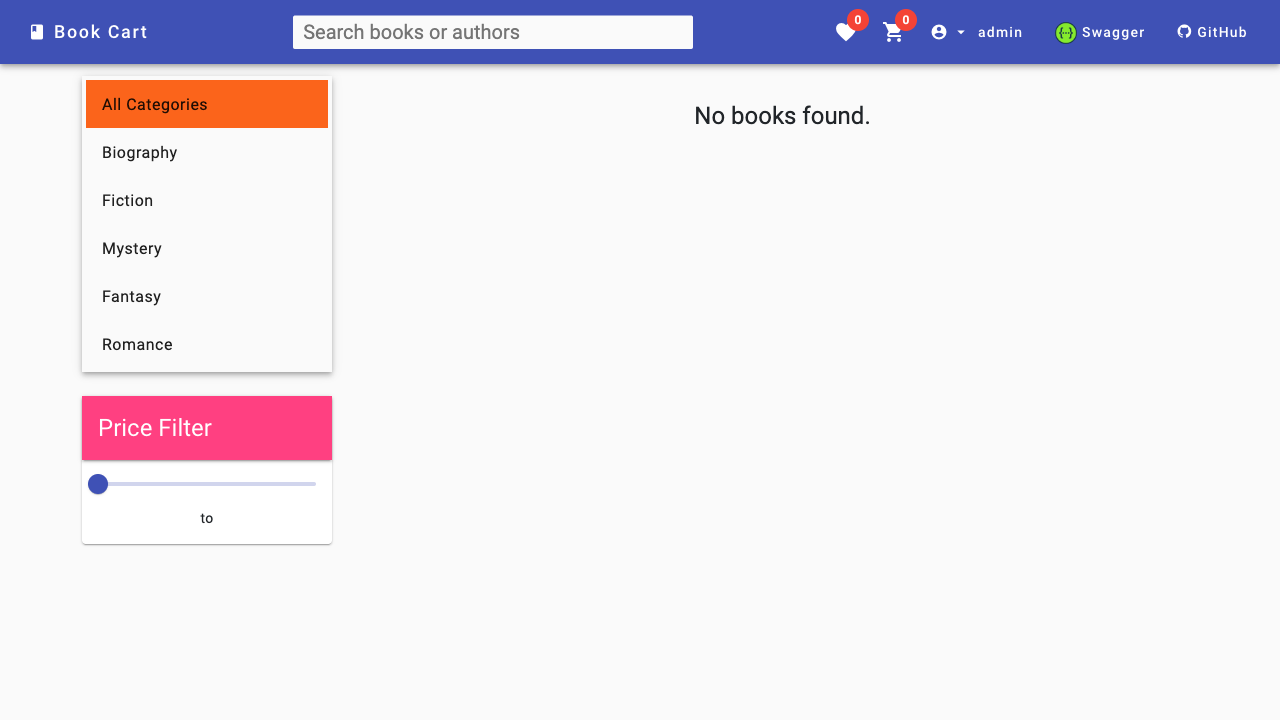 Book Cart
Search books or authors
0
0
admin
Swagger
GitHub
All Categories
Biography
Fiction
Mystery
Fantasy
Romance
No books found.
Price Filter
to